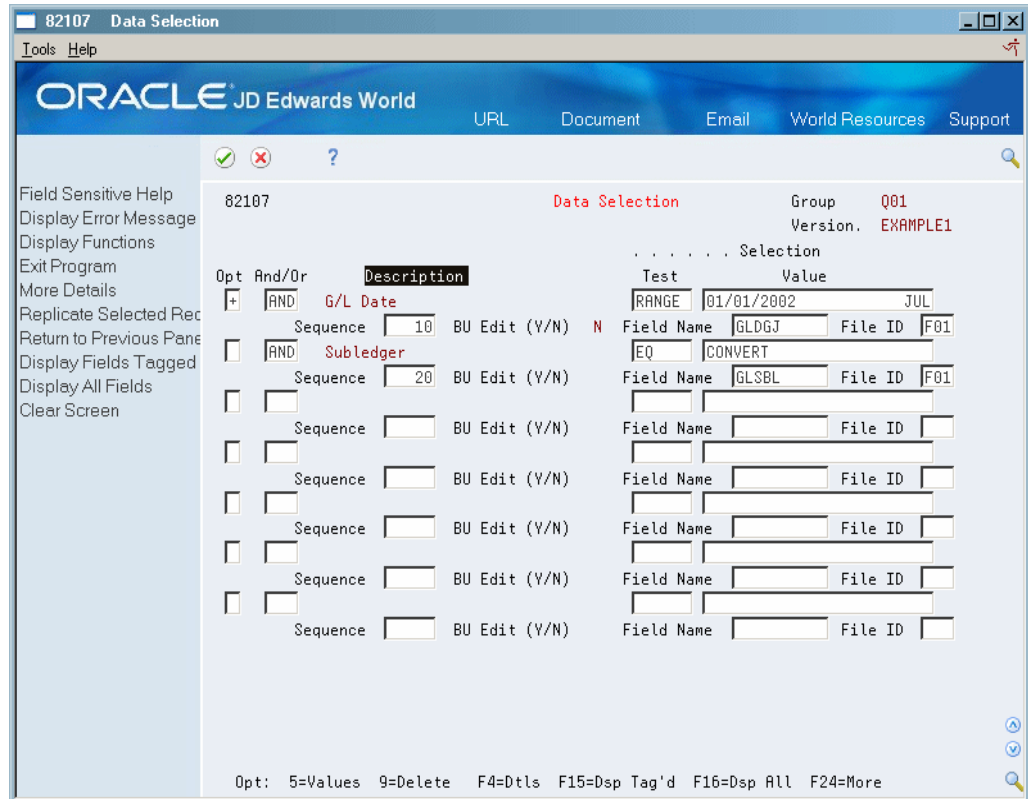 82107 Data Selection
Tools Help
ORACLE JD Edwards World
URL Document Email World Resources Support
?
Field Sensitive Help
Display Error Message
Display Functions
Exit Program
More Details
Replicate Selected Rec
Return to Previous Pane
Display Fields Tagged
Display All Fields
Clear Screen
82107 Data Selection Group Q01
Version. EXAMPLE1
. . . . . . Selection
Opt And/Or Description Test Value
+ AND G/L Date RANGE 01/01/2002 JUL
Sequence 10 BU Edit (Y/N) N Field Name GLDGJ File ID F01
AND Subledger EQ CONVERT
Sequence 20 BU Edit (Y/N) Field Name GLSBL File ID F01
Sequence BU Edit (Y/N) Field Name File ID
Sequence BU Edit (Y/N) Field Name File ID
Sequence BU Edit (Y/N) Field Name File ID
Sequence BU Edit (Y/N) Field Name File ID
Sequence BU Edit (Y/N) Field Name File ID
Opt: 5=Values 9=Delete F4=Dtls F15=Dsp Tag'd F16=Dsp All F24=More